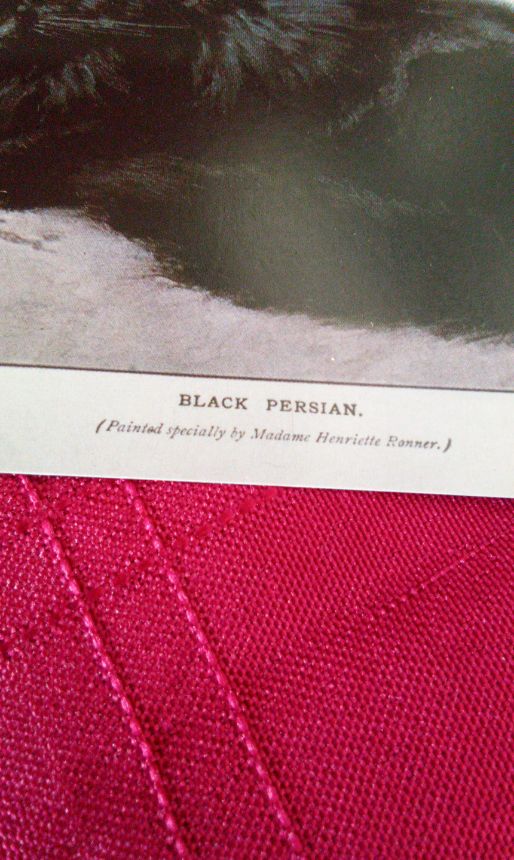 BLACK PERSIAN.
(Painted specially by Madame Henriette Ronner.)